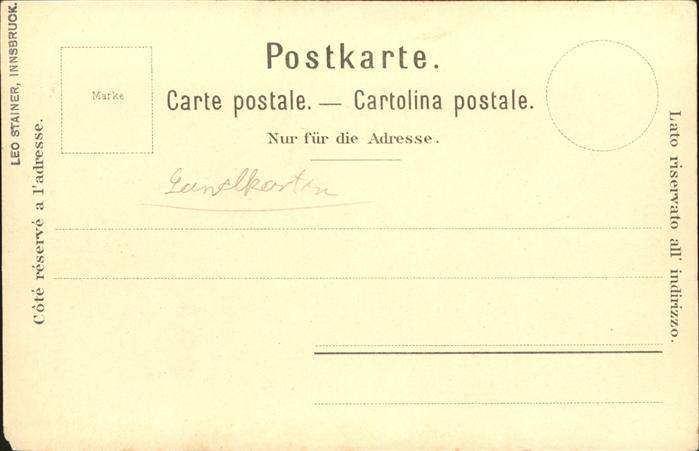 LEO STAINER, INNSBRUCK.
Côté réservé a l'adresse.
Marke
Postkarte.
Carte postale. — Cartolina postale.
Nur für die Adresse.
Lato riservato all' indirizzo.